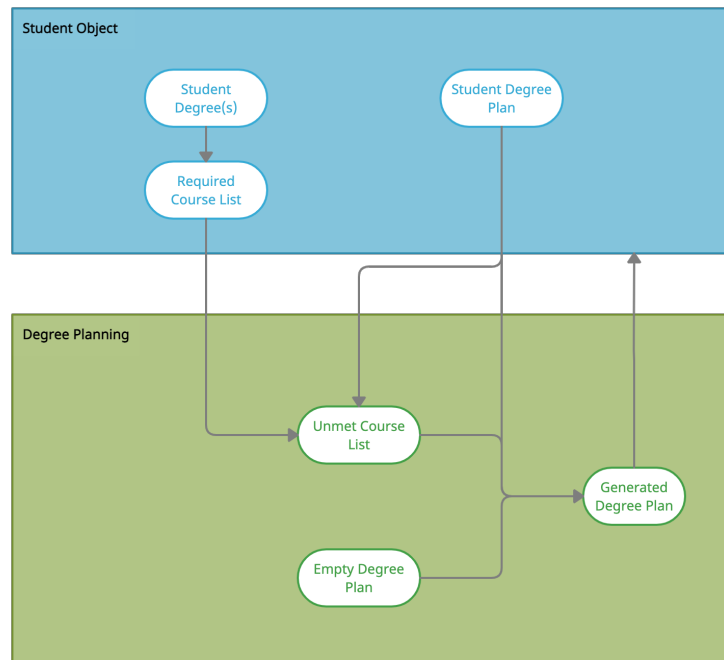 Student Object
Student
Degree(s)
Student Degree
Plan
Required
Course List
Degree Planning
Unmet Course
List
Generated
Degree Plan
Empty Degree
Plan